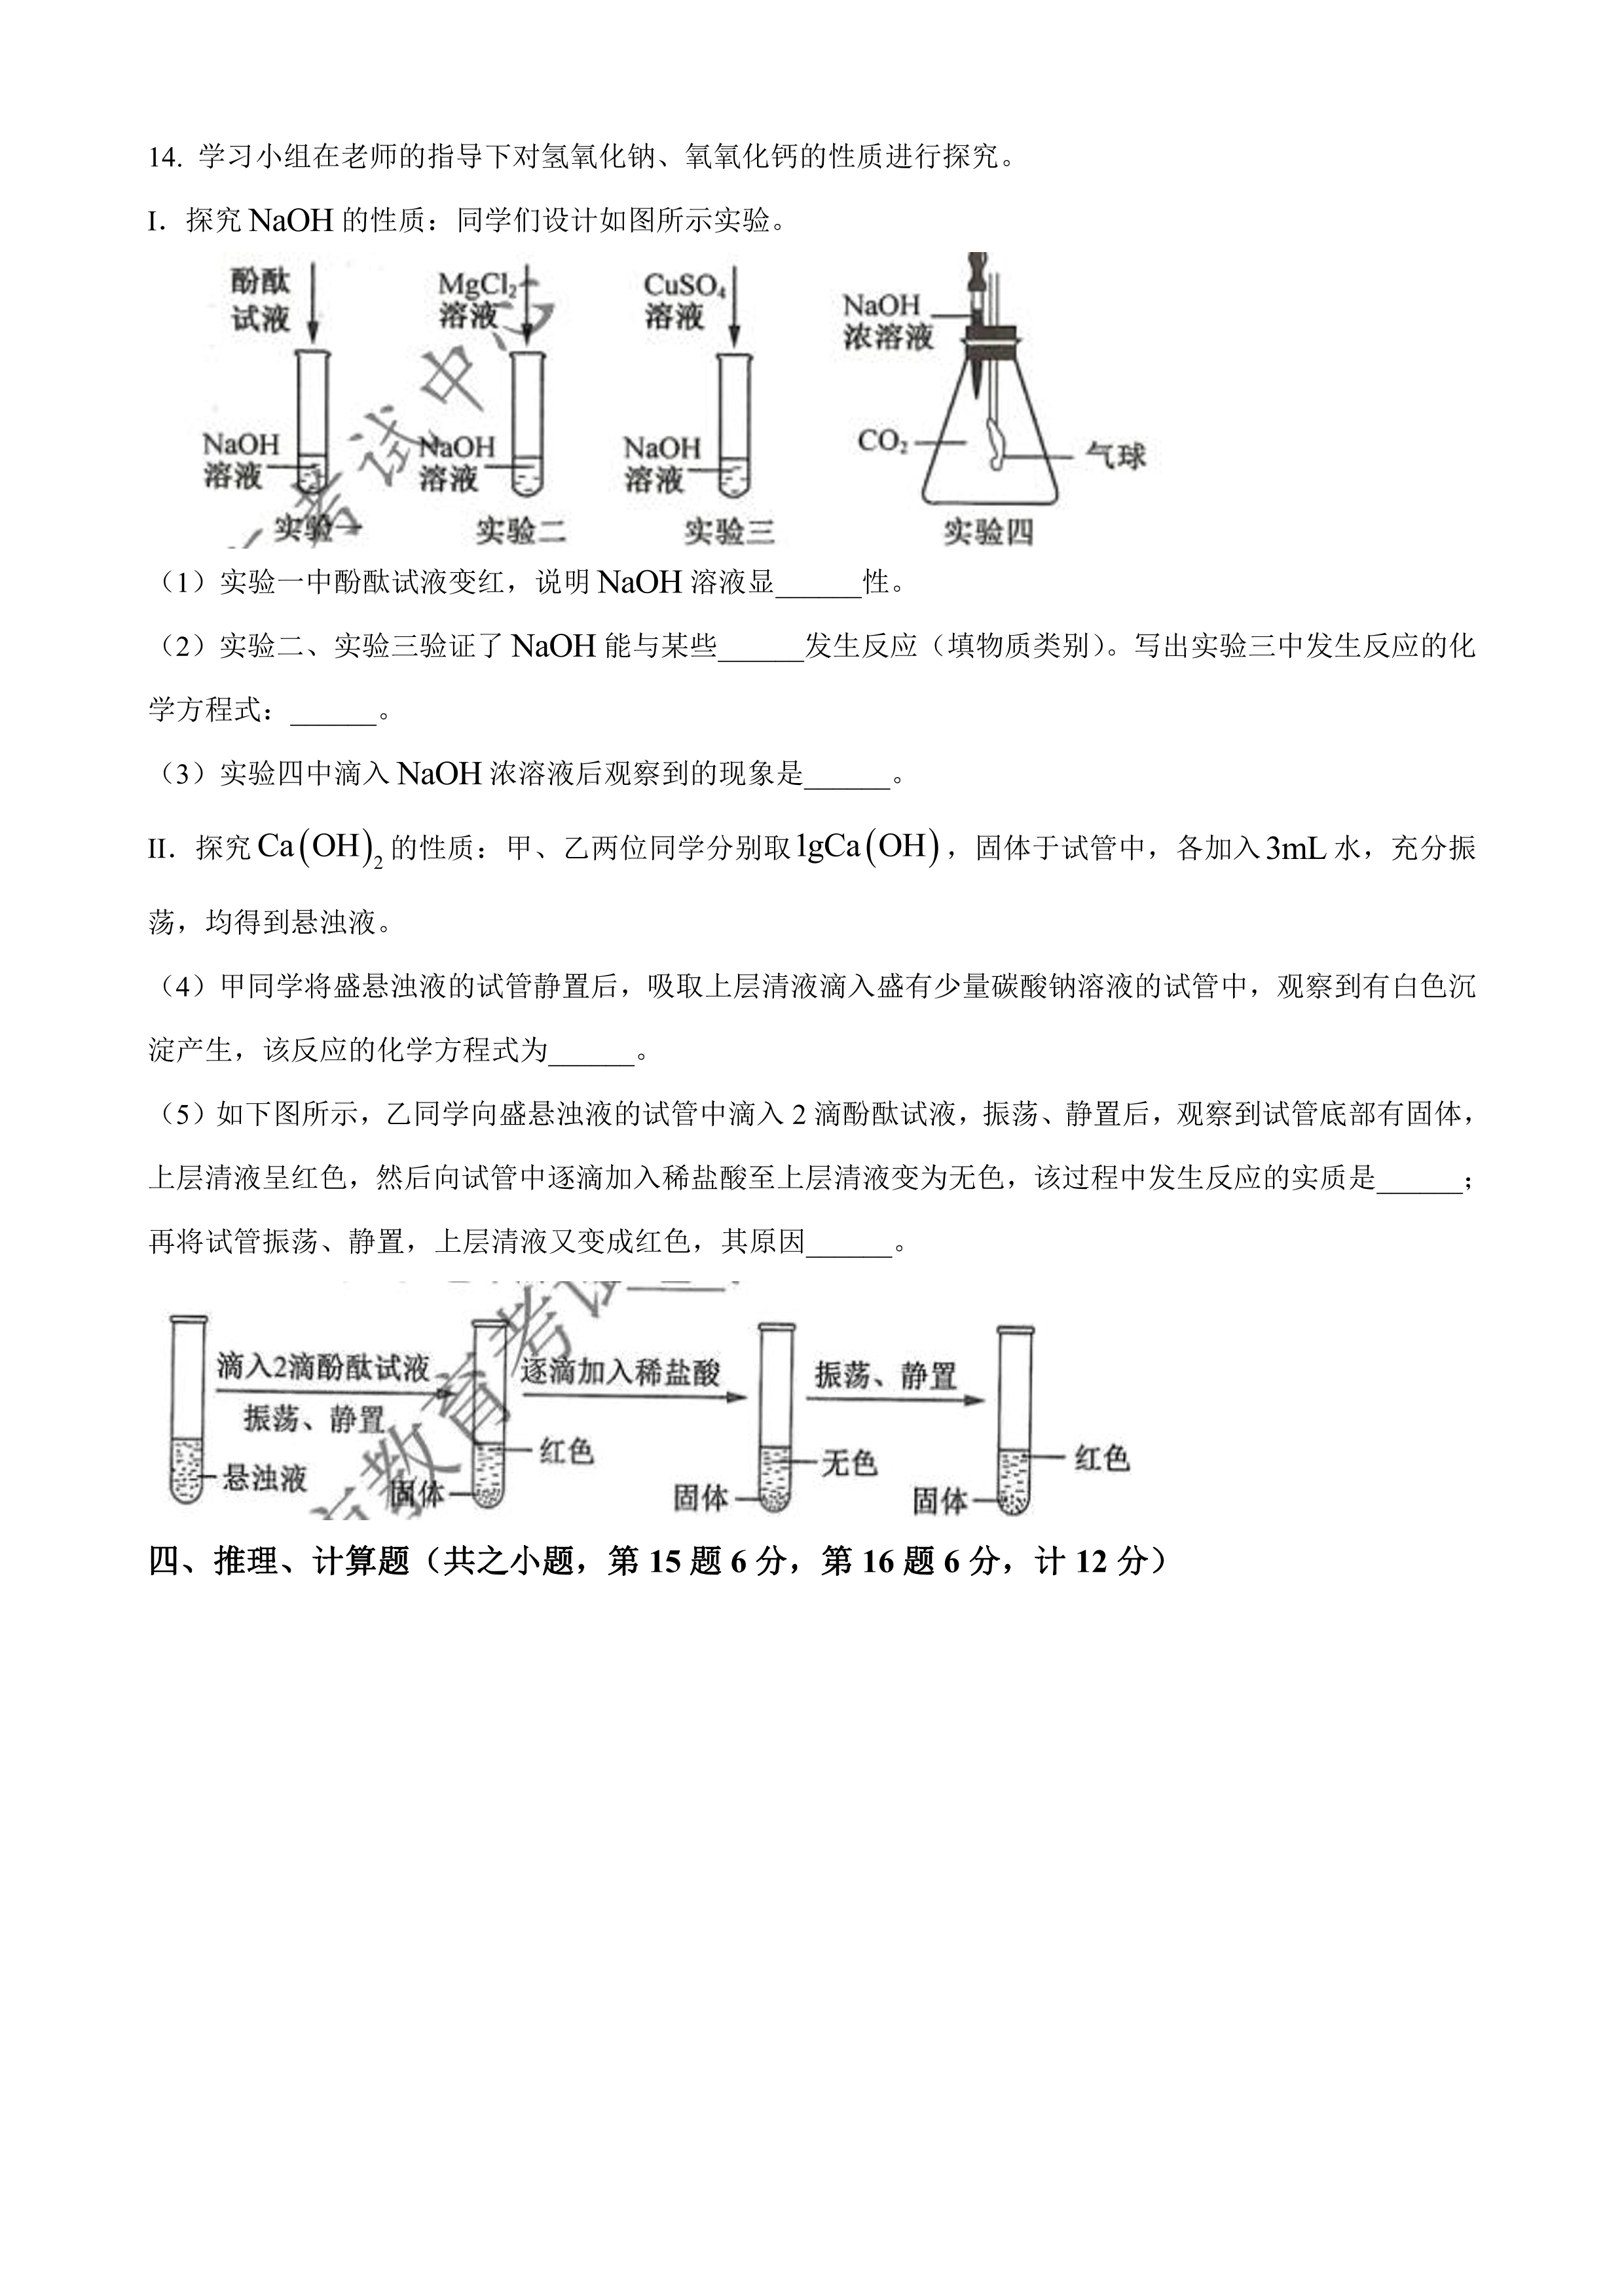 14. 学习小组在老师的指导下对氢氧化钠、氧氧化钙的性质进行探究。
I．探究 NaOH 的性质：同学们设计如图所示实验。
酚酞
试液
NaOH
溶液
实验一
MgCl₂
溶液
NaOH
溶液
实验二
CuSO₄
溶液
NaOH
溶液
实验三
NaOH
浓溶液
CO₂
气球
实验四
考试中心
（1）实验一中酚酞试液变红，说明 NaOH 溶液显______性。
（2）实验二、实验三验证了 NaOH 能与某些______发生反应（填物质类别）。写出实验三中发生反应的化
学方程式：______。
（3）实验四中滴入 NaOH 浓溶液后观察到的现象是______。
II．探究 Ca(OH)₂ 的性质：甲、乙两位同学分别取 lgCa(OH)，固体于试管中，各加入 3mL 水，充分振
荡，均得到悬浊液。
（4）甲同学将盛悬浊液的试管静置后，吸取上层清液滴入盛有少量碳酸钠溶液的试管中，观察到有白色沉
淀产生，该反应的化学方程式为______。
（5）如下图所示，乙同学向盛悬浊液的试管中滴入 2 滴酚酞试液，振荡、静置后，观察到试管底部有固体，
上层清液呈红色，然后向试管中逐滴加入稀盐酸至上层清液变为无色，该过程中发生反应的实质是______；
再将试管振荡、静置，上层清液又变成红色，其原因______。
悬浊液
滴入2滴酚酞试液
振荡、静置
红色
固体
逐滴加入稀盐酸
无色
固体
振荡、静置
红色
固体
教育考
四、推理、计算题（共之小题，第 15 题 6 分，第 16 题 6 分，计 12 分）